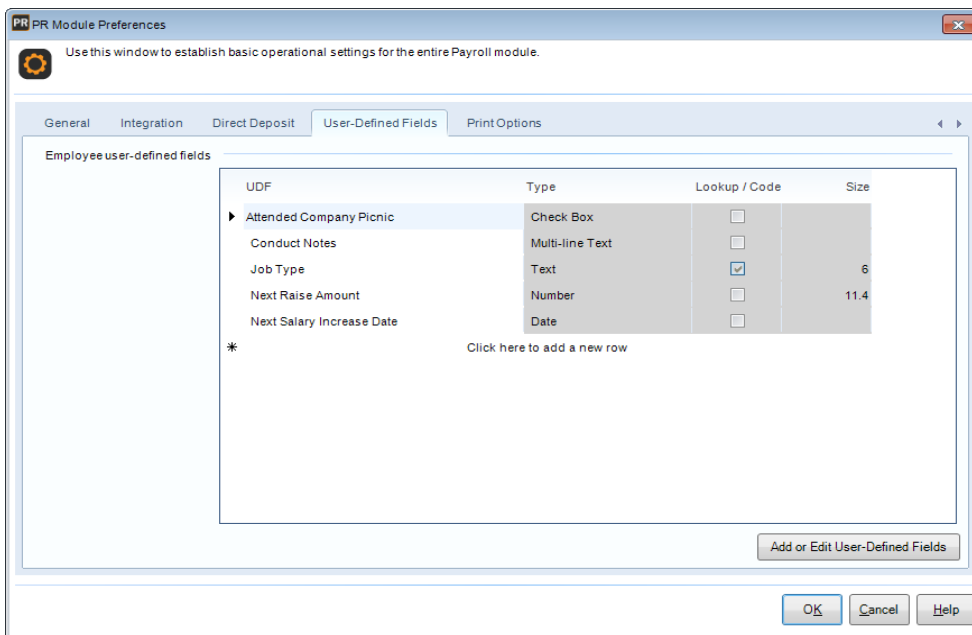 PR PR Module Preferences
Use this window to establish basic operational settings for the entire Payroll module.
General Integration Direct Deposit User-Defined Fields Print Options
Employee user-defined fields
UDF Type Lookup / Code Size
Attended Company Picnic Check Box
Conduct Notes Multi-line Text
Job Type Text 6
Next Raise Amount Number 11.4
Next Salary Increase Date Date
Click here to add a new row
Add or Edit User-Defined Fields
OK Cancel Help